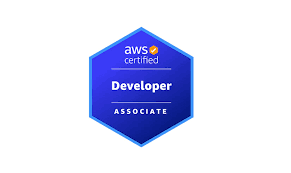 aws
certified
Developer
ASSOCIATE